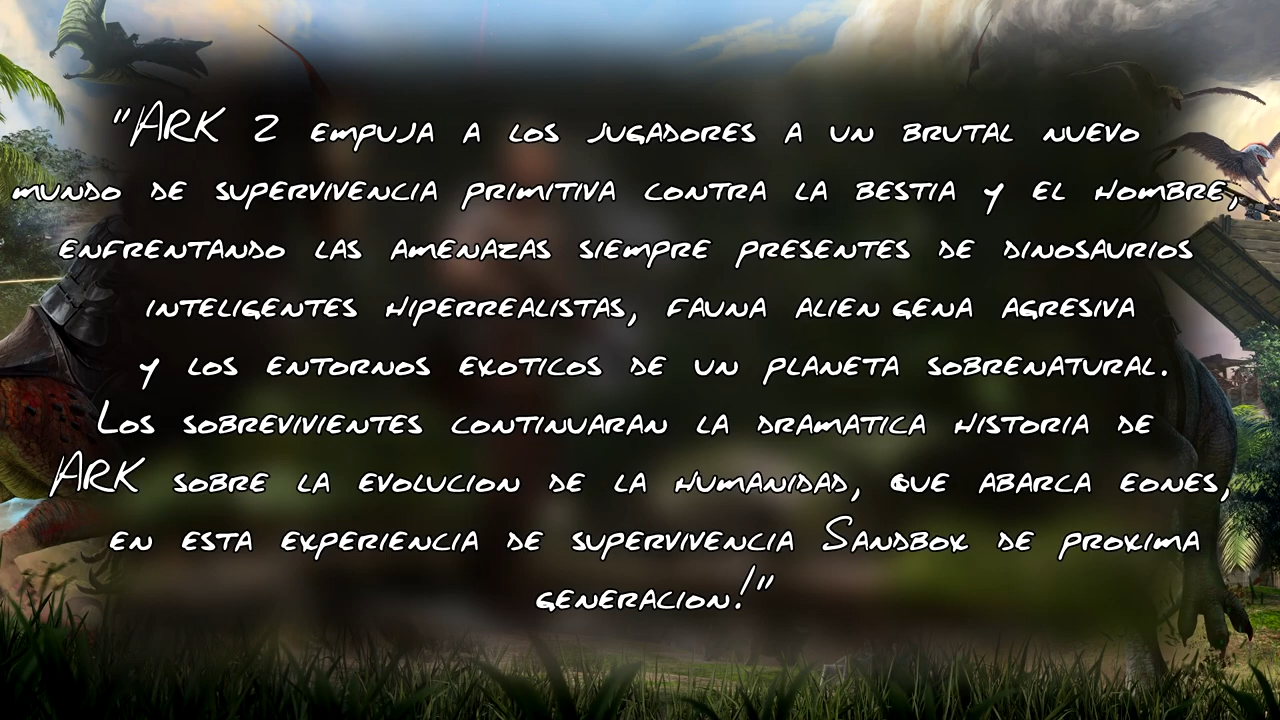 "ARK 2 empuja a los jugadores a un brutal nuevo
mundo de supervivencia primitiva contra la bestia y el hombre,
enfrentando las amenazas siempre presentes de dinosaurios
inteligentes hiperrealistas, fauna alien gena agresiva
y los entornos exoticos de un planeta sobrenatural.
Los sobrevivientes continuaran la dramatica historia de
ARK sobre la evolucion de la humanidad, que abarca eones,
en esta experiencia de supervivencia Sandbox de proxima
generacion!"